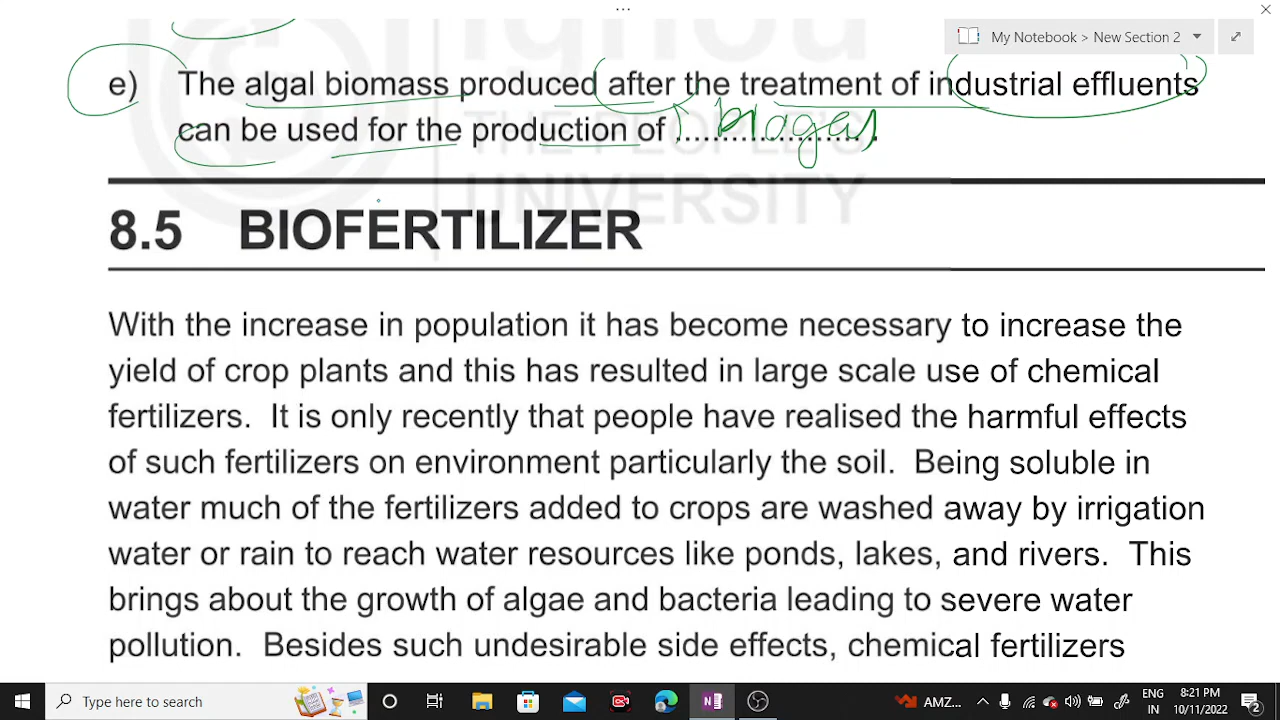 ignou
My Notebook > New Section 2
e) The algal biomass produced after the treatment of industrial effluents
can be used for the production of .................... biogas
THE PEOPLE'S
UNIVERSITY
8.5 BIOFERTILIZER
With the increase in population it has become necessary to increase the
yield of crop plants and this has resulted in large scale use of chemical
fertilizers. It is only recently that people have realised the harmful effects
of such fertilizers on environment particularly the soil. Being soluble in
water much of the fertilizers added to crops are washed away by irrigation
water or rain to reach water resources like ponds, lakes, and rivers. This
brings about the growth of algae and bacteria leading to severe water
pollution. Besides such undesirable side effects, chemical fertilizers
Type here to search
AMZ...
ENG
IN
8:21 PM
10/11/2022
2